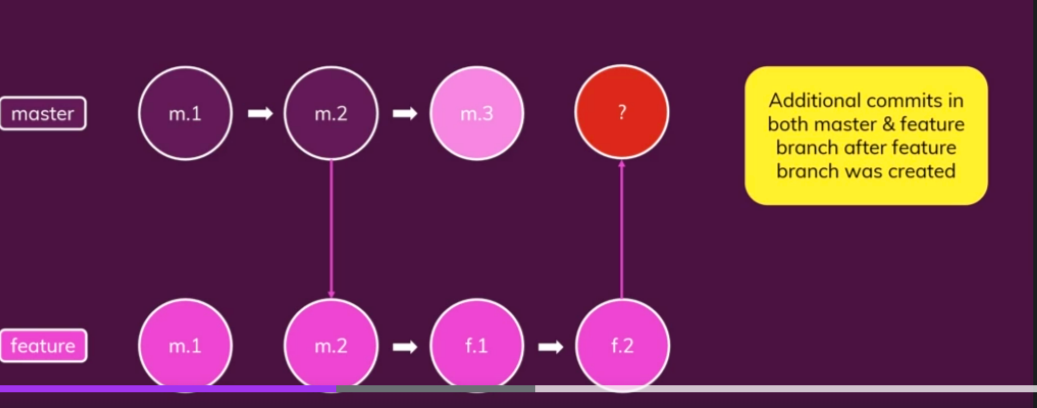 master
m.1
m.2
m.3
?
Additional commits in
both master & feature
branch after feature
branch was created
feature
m.1
m.2
f.1
f.2